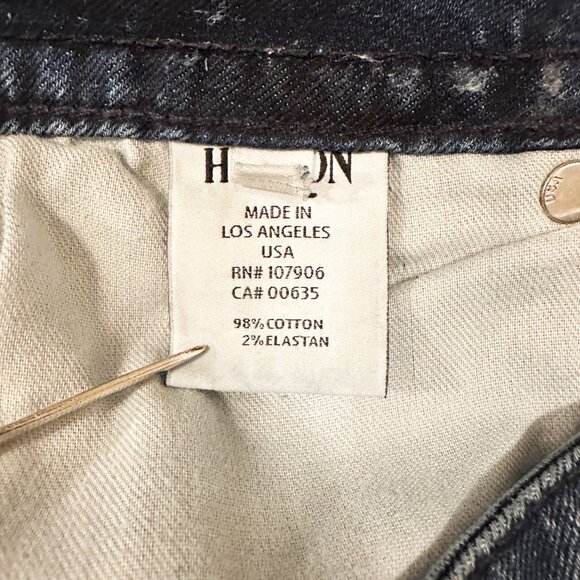 MADE IN
LOS ANGELES
USA
RN# 107906
CA# 00635
98% COTTON
2% ELASTAN